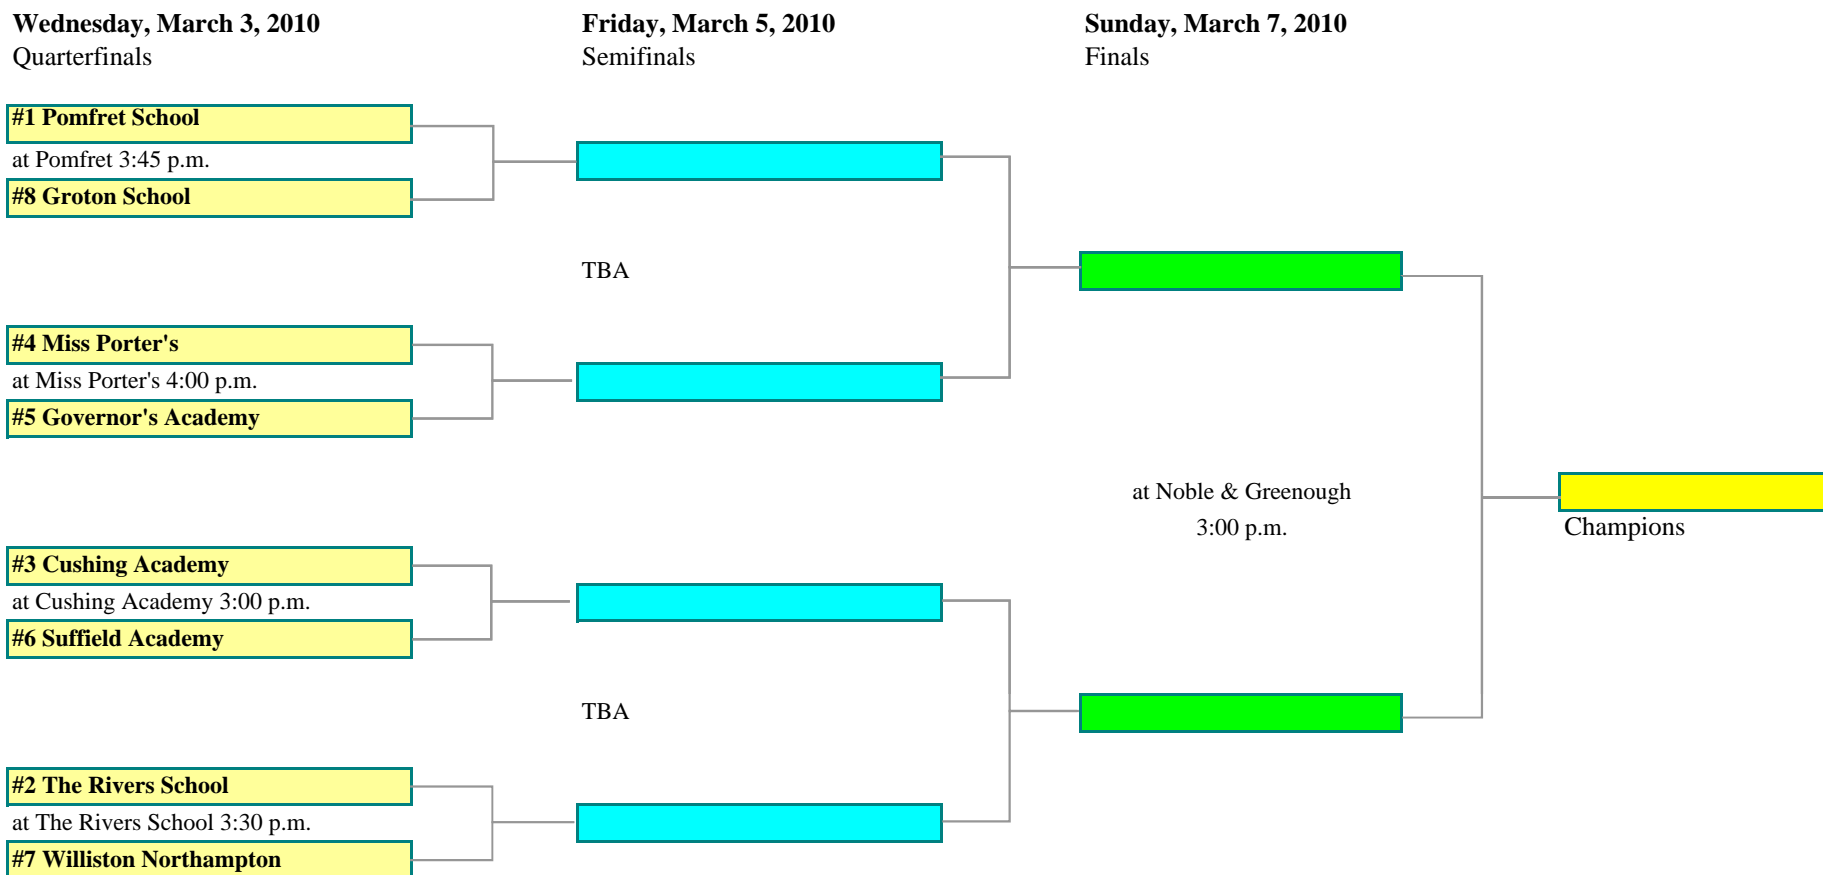 Wednesday, March 3, 2010
Quarterfinals
Friday, March 5, 2010
Semifinals
Sunday, March 7, 2010
Finals
#1 Pomfret School
at Pomfret 3:45 p.m.
#8 Groton School
TBA
#4 Miss Porter's
at Miss Porter's 4:00 p.m.
#5 Governor's Academy
at Noble & Greenough
3:00 p.m.
Champions
#3 Cushing Academy
at Cushing Academy 3:00 p.m.
#6 Suffield Academy
TBA
#2 The Rivers School
at The Rivers School 3:30 p.m.
#7 Williston Northampton